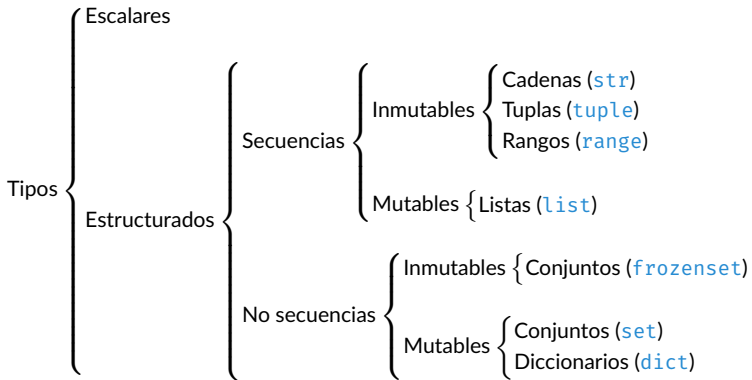 Tipos
Escalares
Estructurados
Secuencias
Inmutables
Cadenas (str)
Tuplas (tuple)
Rangos (range)
Mutables
Listas (list)
No secuencias
Inmutables
Conjuntos (frozenset)
Mutables
Conjuntos (set)
Diccionarios (dict)